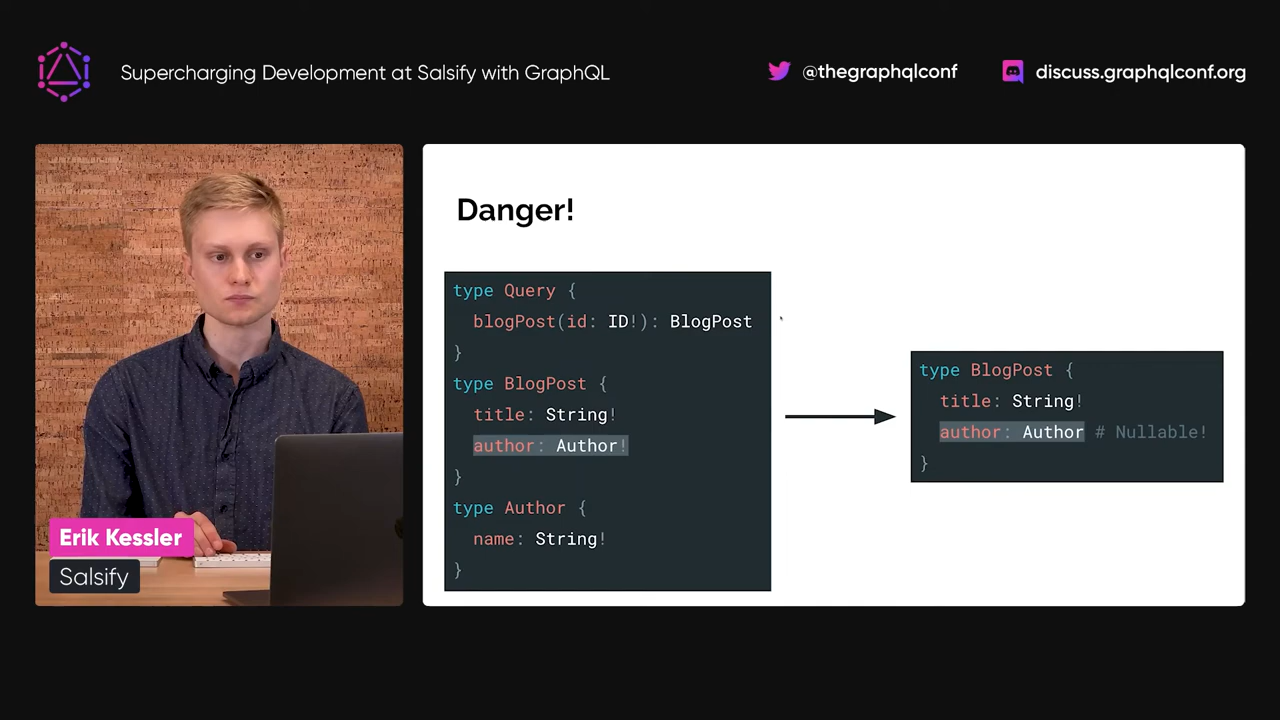 Supercharging Development at Salsify with GraphQL
@thegraphqlconf
discuss.graphqlconf.org
Danger!
type Query {
blogPost(id: ID!): BlogPost
}
type BlogPost {
title: String!
author: Author!
}
type Author {
name: String!
}
type BlogPost {
title: String!
author: Author # Nullable!
}
Erik Kessler
Salsify